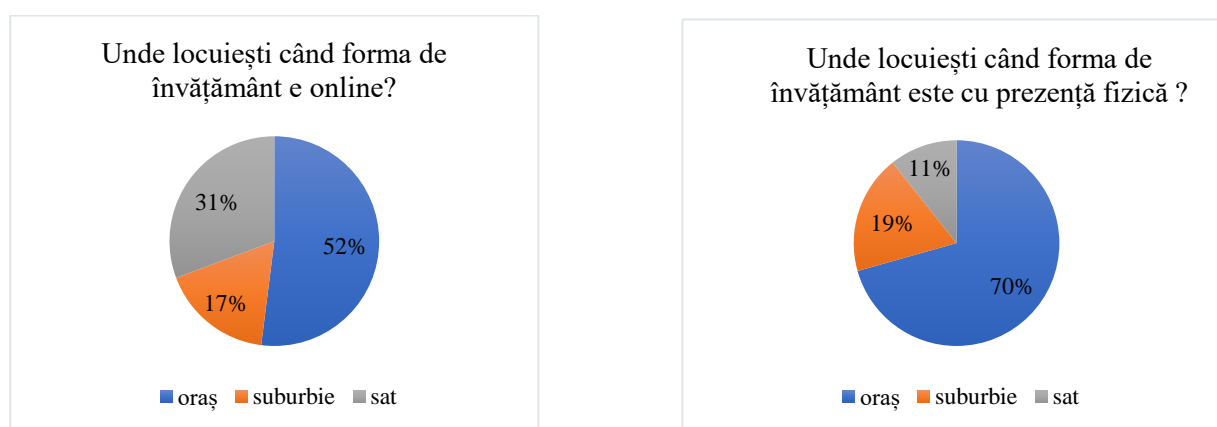 Unde locuiești când forma de
învățământ e online?
31%
52%
17%
oraș suburbie sat
Unde locuiești când forma de
învățământ este cu prezență fizică ?
11%
19%
70%
oraș suburbie sat